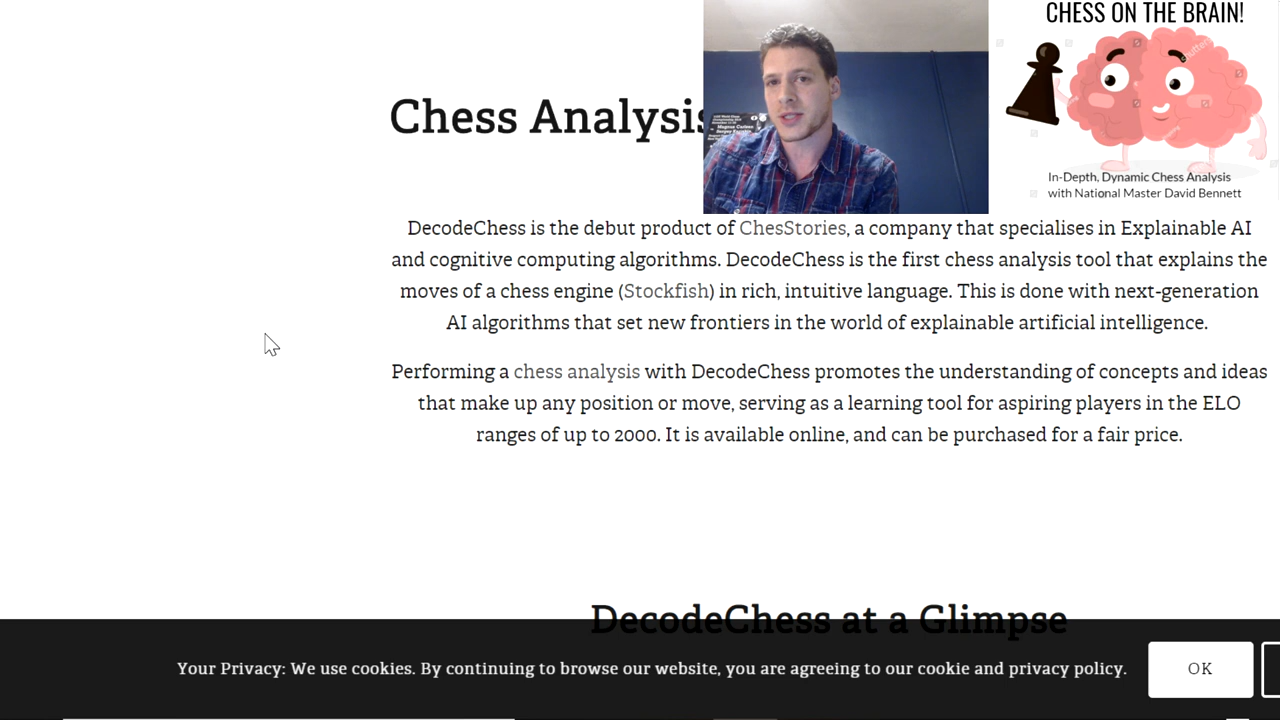 CHESS ON THE BRAIN!
Chess Analysis
In-Depth, Dynamic Chess Analysis
with National Master David Bennett
DecodeChess is the debut product of ChesStories, a company that specialises in Explainable AI
and cognitive computing algorithms. DecodeChess is the first chess analysis tool that explains the
moves of a chess engine (Stockfish) in rich, intuitive language. This is done with next-generation
AI algorithms that set new frontiers in the world of explainable artificial intelligence.
Performing a chess analysis with DecodeChess promotes the understanding of concepts and ideas
that make up any position or move, serving as a learning tool for aspiring players in the ELO
ranges of up to 2000. It is available online, and can be purchased for a fair price.
DecodeChess at a Glimpse
Your Privacy: We use cookies. By continuing to browse our website, you are agreeing to our cookie and privacy policy.
OK